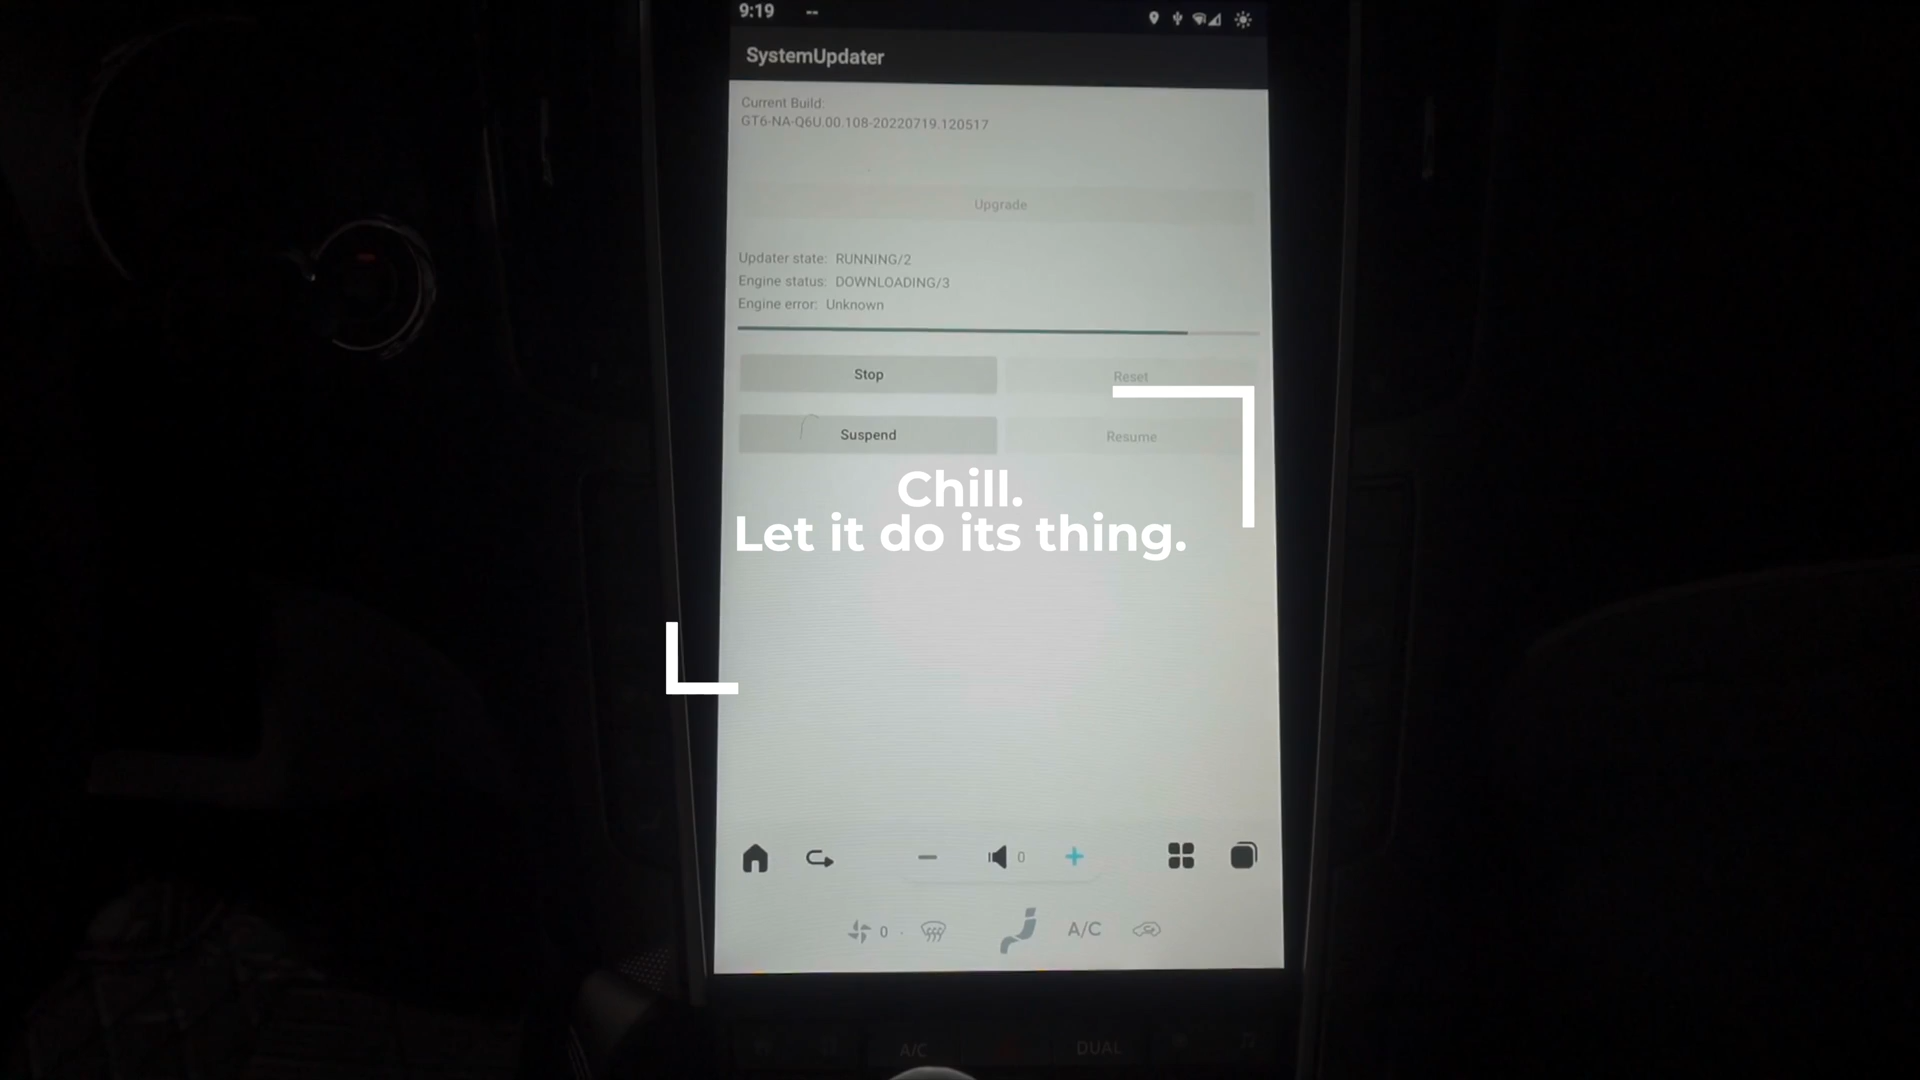 9:19 --
SystemUpdater
Current Build:
GT6-NA-Q6U.00.108-20220719.120517
Upgrade
Updater state: RUNNING/2
Engine status: DOWNLOADING/3
Engine error: Unknown
Stop Reset
Suspend Resume
Chill.
Let it do its thing.
0
0 A/C
A/C DUAL